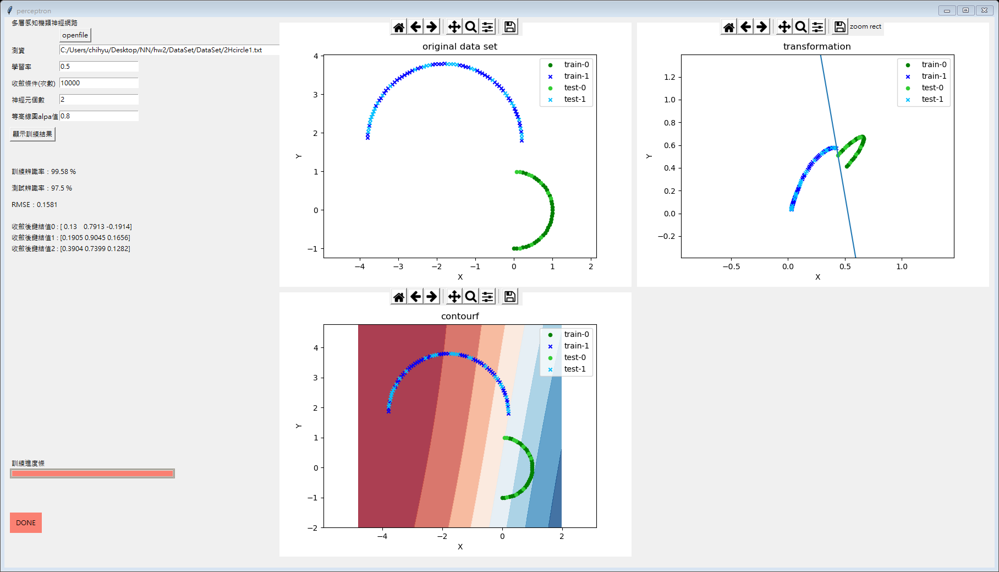 perceptron
多層感知機類神經網路
openfile
測資 C:/Users/chihyu/Desktop/NN/hw2/DataSet/DataSet/2Hcircle1.txt
學習率 0.5
收斂條件(次數) 10000
神經元個數 2
等高線圖alpa值 0.8
顯示訓練結果
訓練辨識率：99.58 %
測試辨識率：97.5 %
RMSE：0.1581
收斂後鍵結值0 : [ 0.13 0.7913 -0.1914]
收斂後鍵結值1 : [0.1905 0.9045 0.1656]
收斂後鍵結值2 : [0.3904 0.7399 0.1282]
訓練進度條
DONE
original data set
train-0
train-1
test-0
test-1
4
3
2
1
0
−1
Y
−4 −3 −2 −1 0 1 2
X
zoom rect
transformation
train-0
train-1
test-0
test-1
1.2
1.0
0.8
0.6
0.4
0.2
0.0
−0.2
Y
−0.5 0.0 0.5 1.0
X
contourf
train-0
train-1
test-0
test-1
4
3
2
1
0
−1
−2
Y
−4 −2 0 2
X